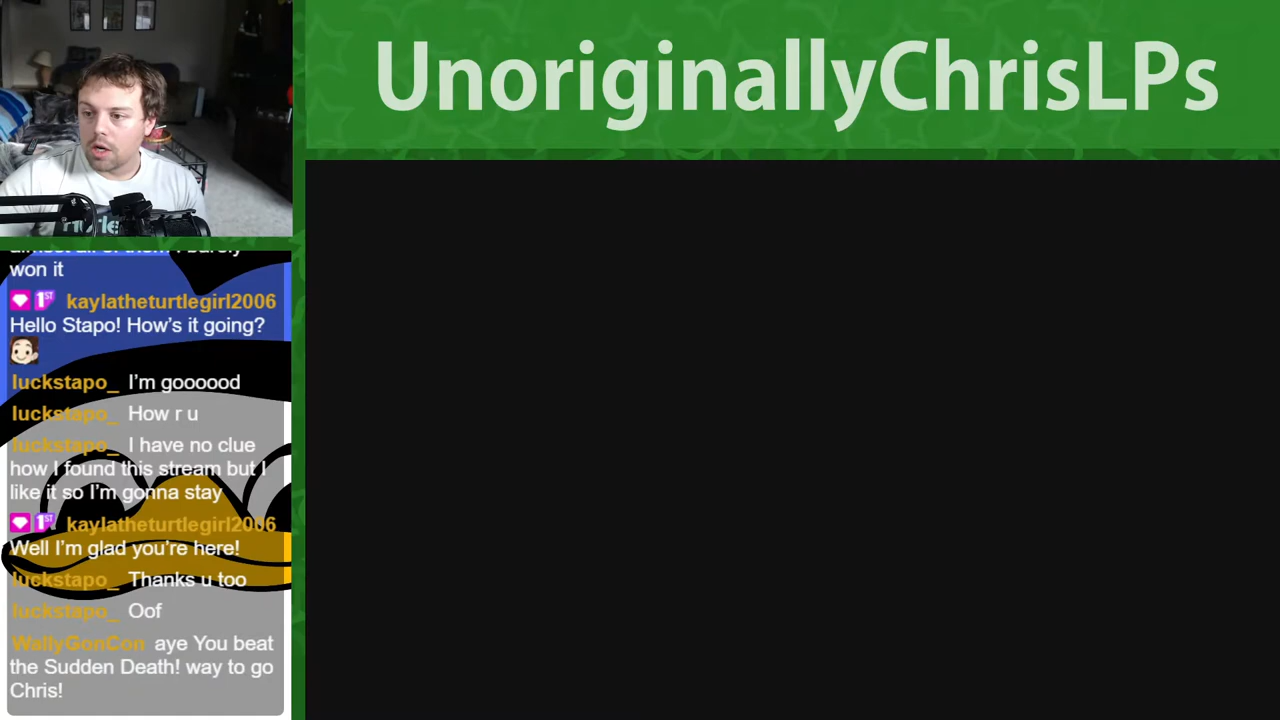 UnoriginallyChrisLPs
won it
kaylatheturtlegirl2006
Hello Stapo! How's it going?
luckstapo_ I'm goooood
luckstapo_ How r u
luckstapo_ I have no clue
how I found this stream but I
like it so I'm gonna stay
kaylatheturtlegirl2006
Well I'm glad you're here!
luckstapo_ Thanks u too
luckstapo_ Oof
WallyGonCon aye You beat
the Sudden Death! way to go
Chris!